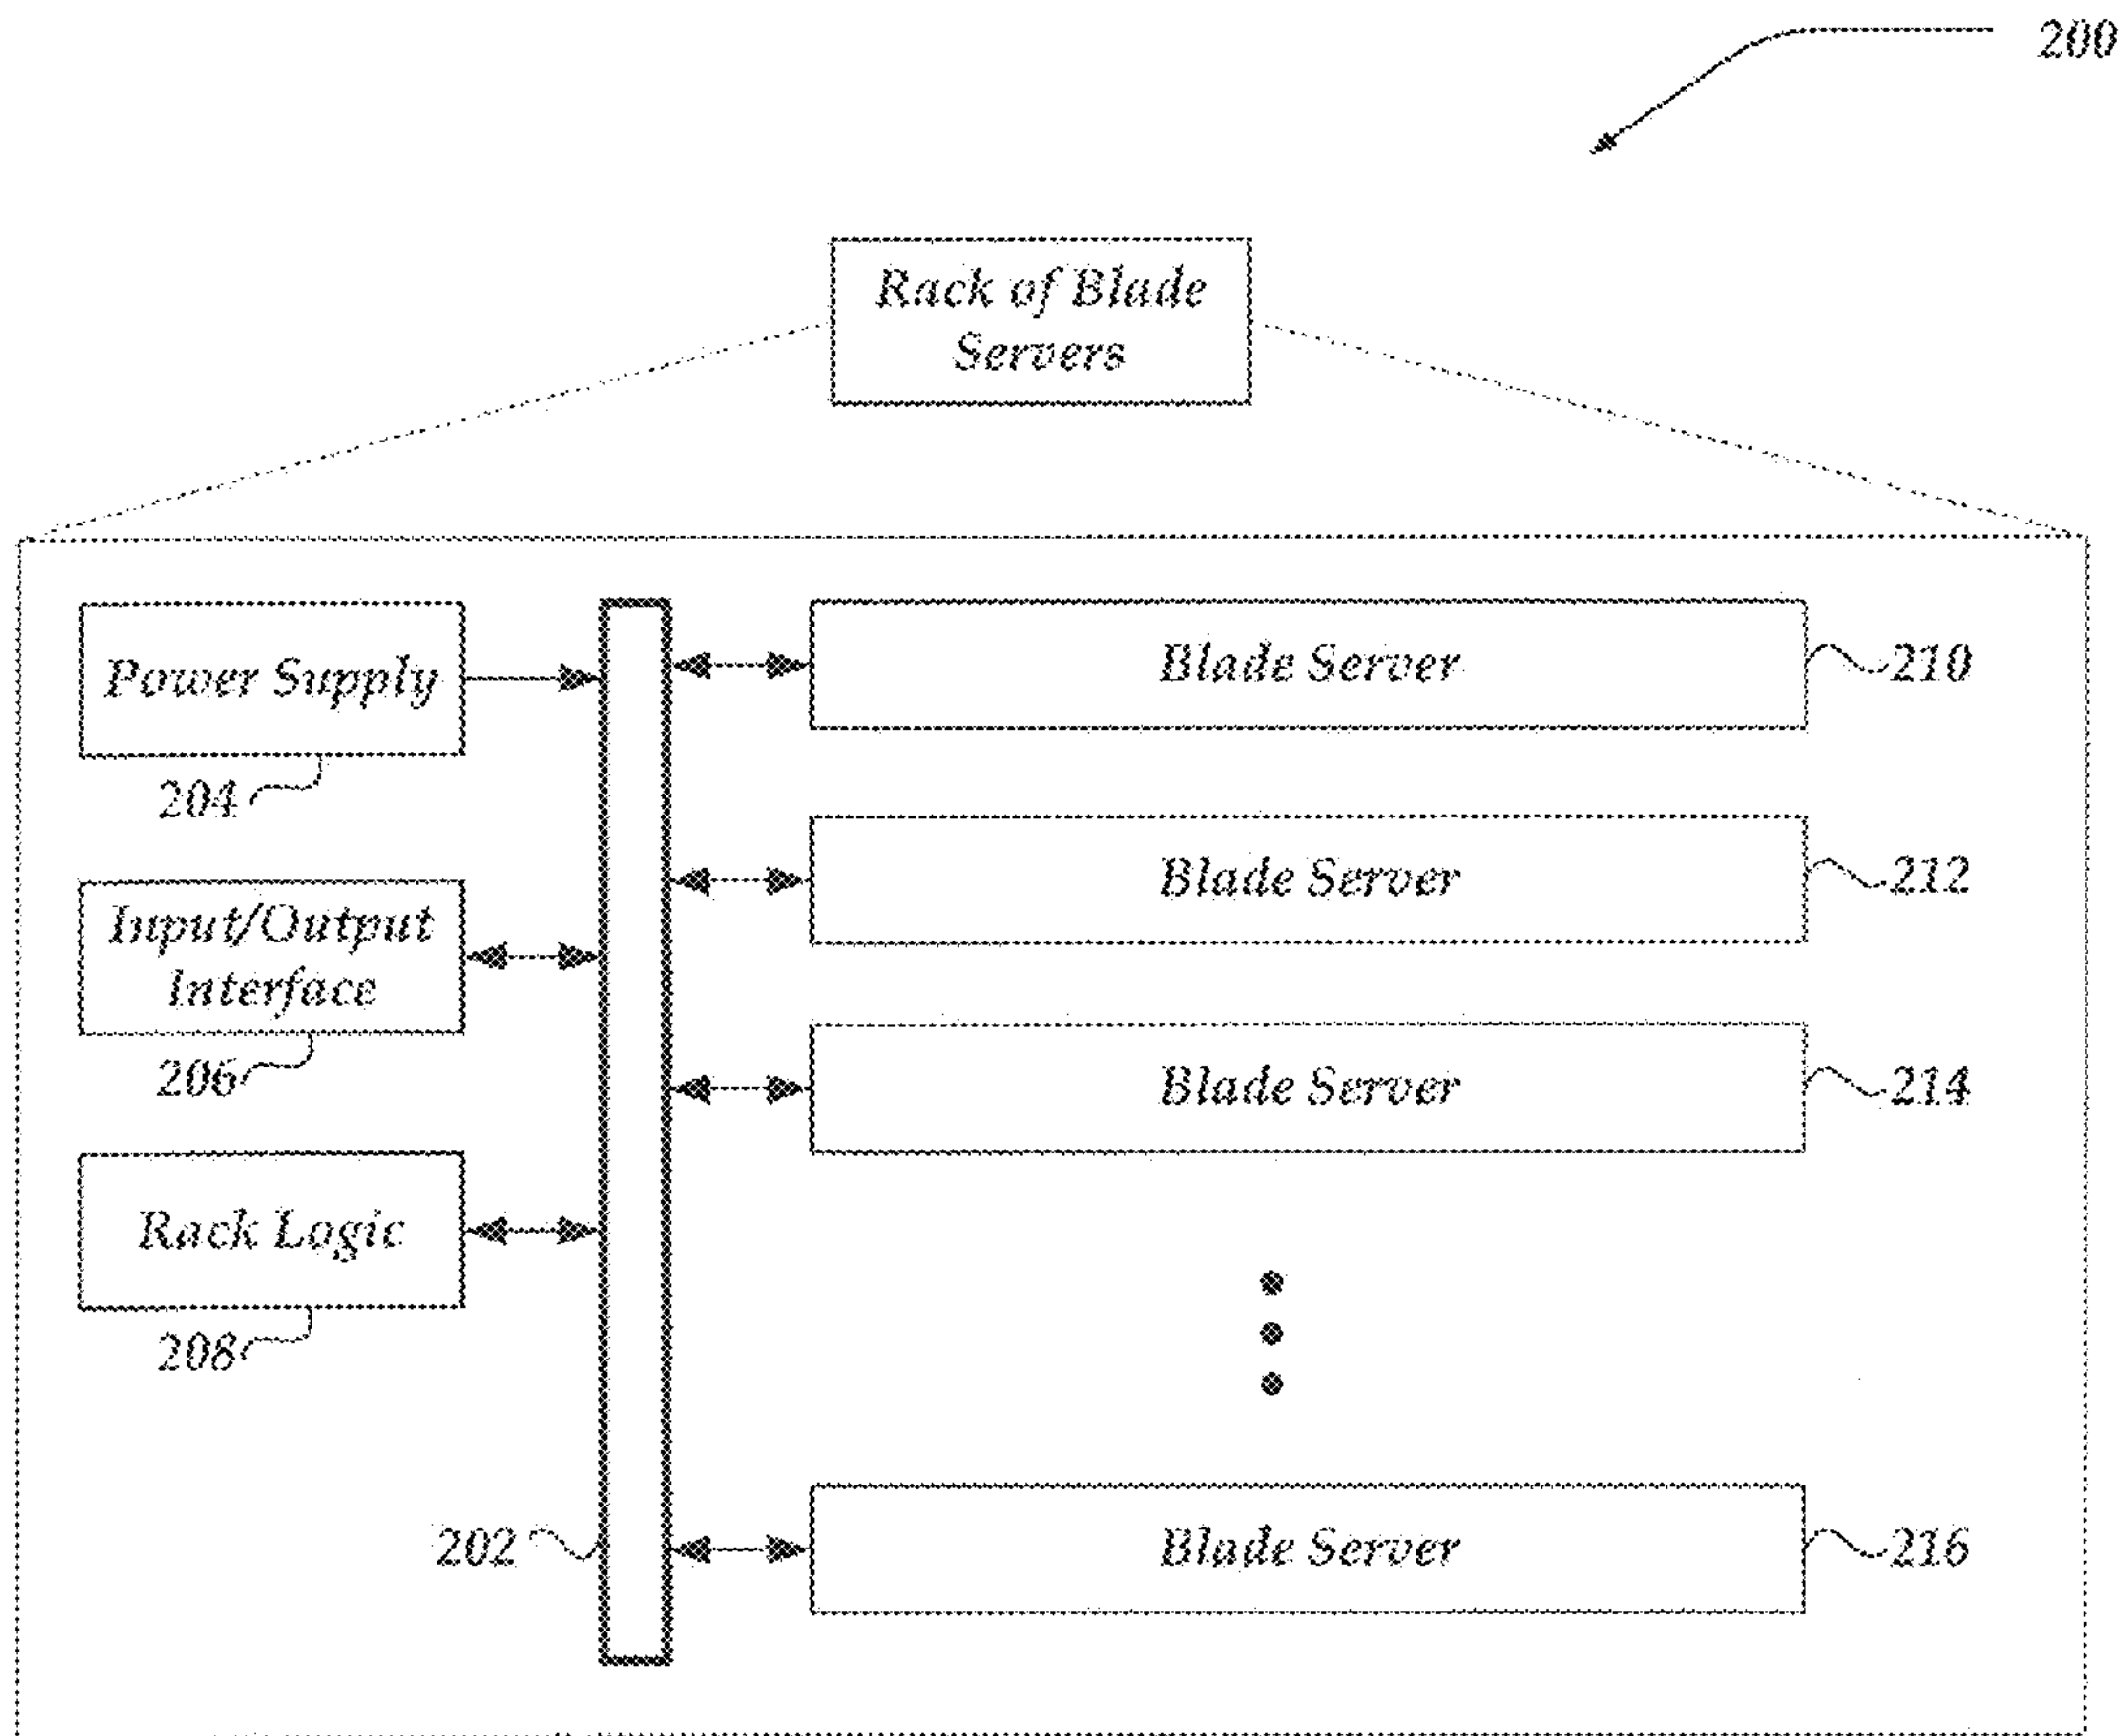 200
Rack of Blade
Servers
Power Supply
204
Input/Output
Interface
206
Rack Logic
208
202
Blade Server
210
Blade Server
212
Blade Server
214
Blade Server
216